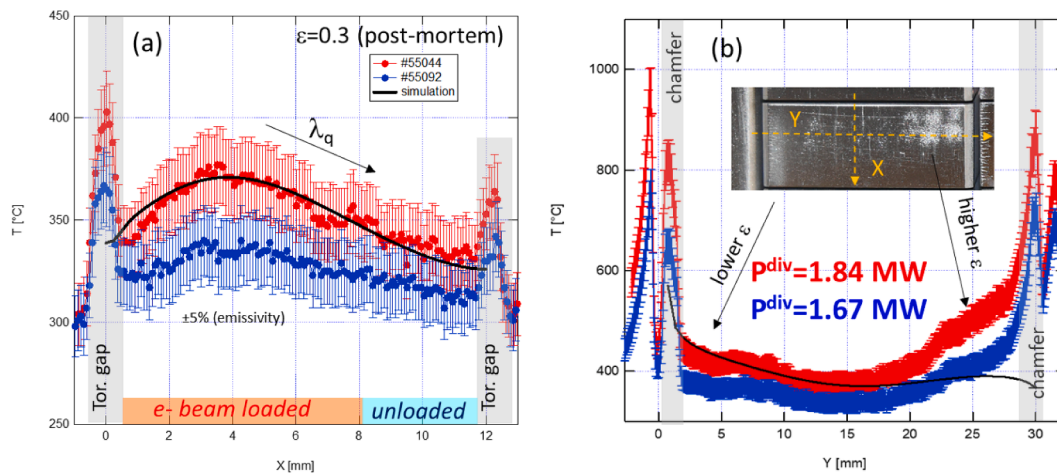 (a)
ε=0.3 (post-mortem)
#55044
#55092
simulation
λq
±5% (emissivity)
Tor. gap
e- beam loaded
unloaded
Tor. gap
450
400
350
300
250
T [°C]
0 2 4 6 8 10 12
X [mm]
(b)
chamfer
Y
X
lower ε
higher ε
P^div=1.84 MW
P^div=1.67 MW
chamfer
1000
800
600
400
T [°C]
0 5 10 15 20 25 30
Y [mm]